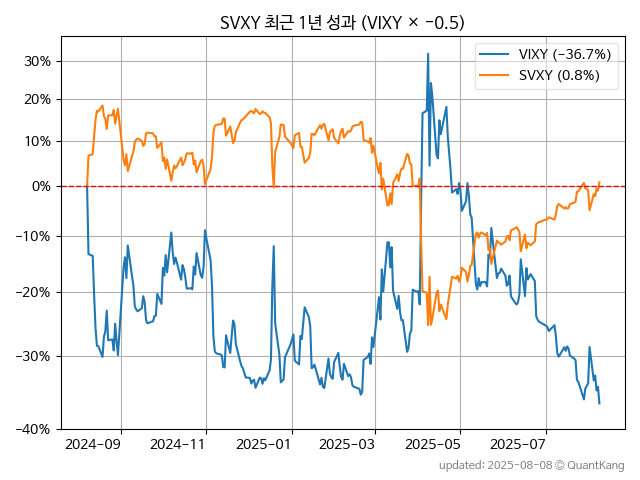 SVXY 최근 1년 성과 (VIXY × −0.5)
VIXY (−36.7%)
SVXY (0.8%)
30%
20%
10%
0%
−10%
−20%
−30%
−40%
2024-09 2024-11 2025-01 2025-03 2025-05 2025-07
updated: 2025-08-08 © QuantKang